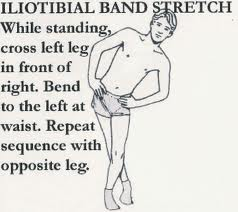 ILIOTIBIAL BAND STRETCH
While standing,
cross left leg
in front of
right. Bend
to the left at
waist. Repeat
sequence with
opposite leg.